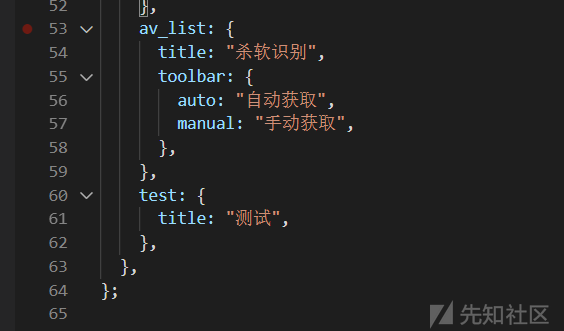 52 },
53 av_list: {
54 title: "杀软识别",
55 toolbar: {
56 auto: "自动获取",
57 manual: "手动获取",
58 },
59 },
60 test: {
61 title: "测试",
62 },
63 },
64 };
65
先知社区